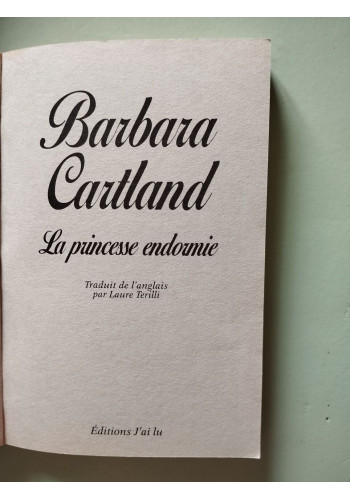 Barbara
Cartland
La princesse endormie
Traduit de l'anglais
par Laure Terilli
Éditions J'ai lu